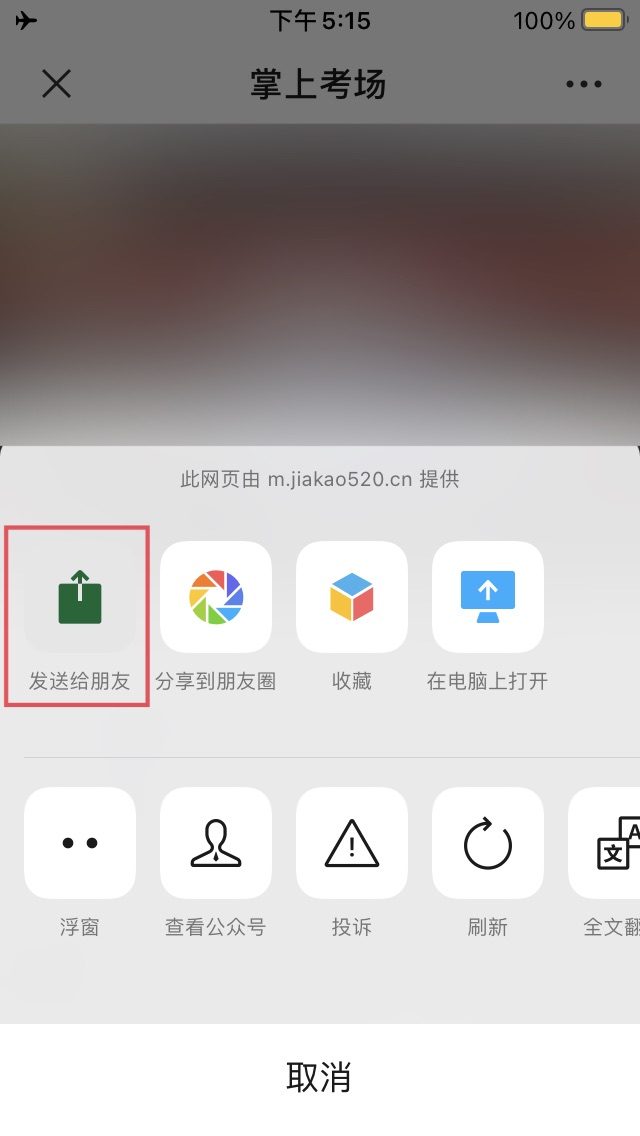 下午5:15
100%
掌上考场
此网页由 m.jiakao520.cn 提供
发送给朋友
分享到朋友圈
收藏
在电脑上打开
文 A
浮窗
查看公众号
投诉
刷新
全文翻
取消